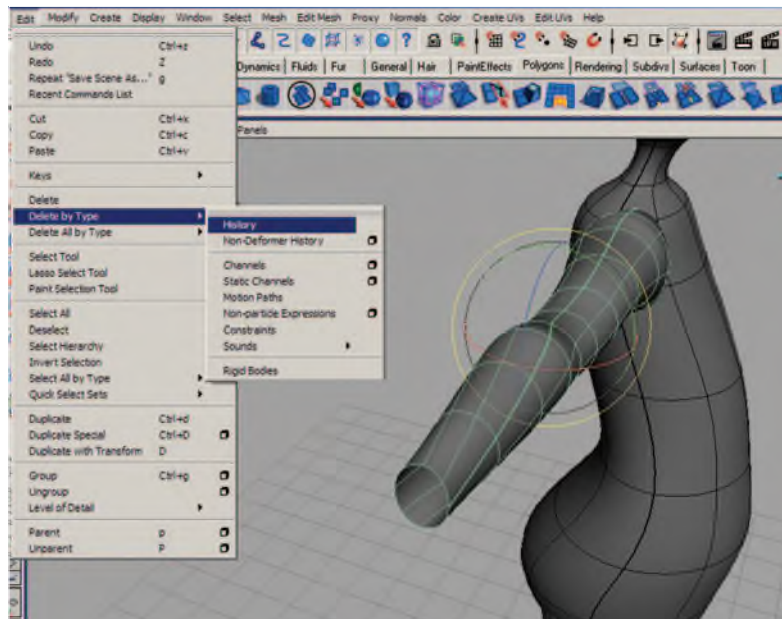 Edit Modify Create Display Window Select Mesh Edit Mesh Proxy Normals Color Create UVs Edit UVs Help
Dynamics Fluids Fur General Hair PaintEffects Polygons Rendering Subdivs Surfaces Toon
Panels
Undo Ctrl+z
Redo Z
Repeat "Save Scene As..." g
Recent Commands List
Cut Ctrl+x
Copy Ctrl+c
Paste Ctrl+v
Keys
Delete
Delete by Type
Delete All by Type
Select Tool
Lasso Select Tool
Paint Selection Tool
Select All
Deselect
Select Hierarchy
Invert Selection
Select All by Type
Quick Select Sets
Duplicate Ctrl+d
Duplicate Special Ctrl+D
Duplicate with Transform D
Group Ctrl+g
Ungroup
Level of Detail
Parent p
Unparent P
History
Non-Deformer History
Channels
Static Channels
Motion Paths
Non-particle Expressions
Constraints
Sounds
Rigid Bodies